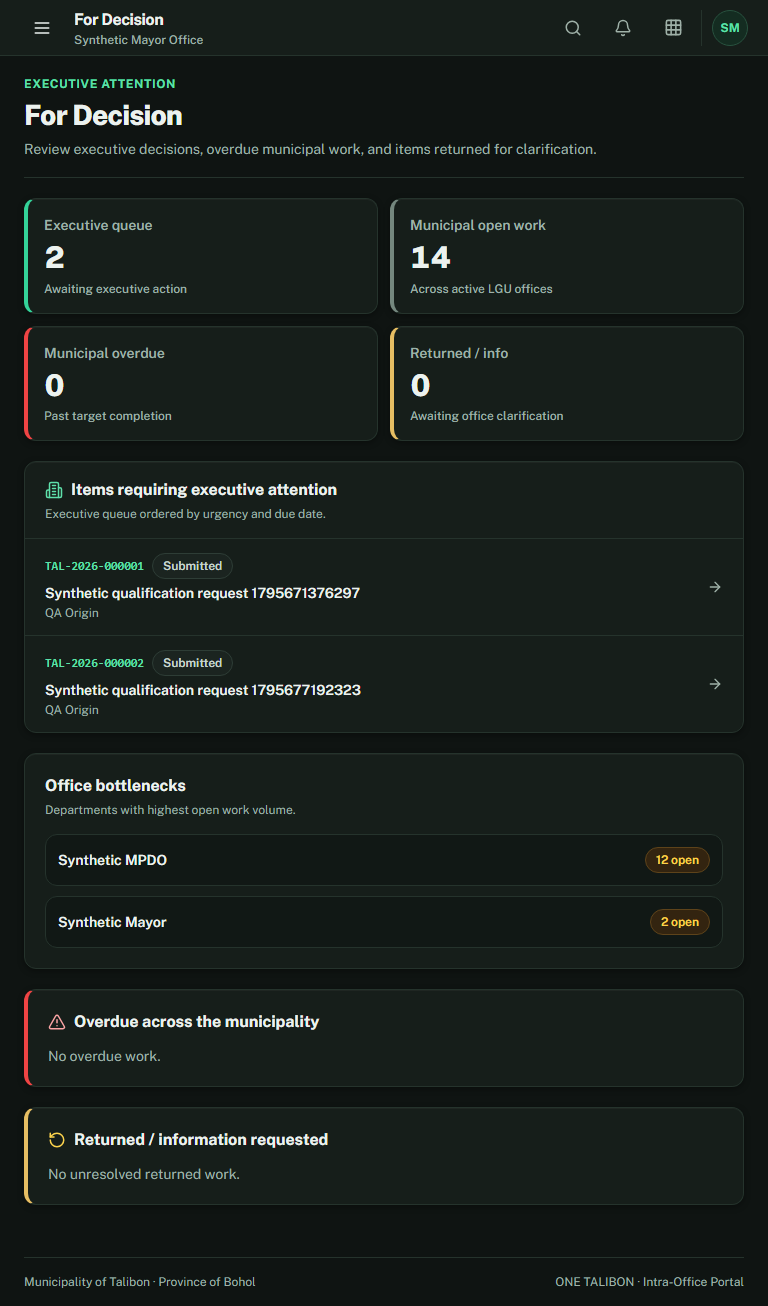 For Decision
Synthetic Mayor Office
SM
EXECUTIVE ATTENTION
For Decision
Review executive decisions, overdue municipal work, and items returned for clarification.
Executive queue
2
Awaiting executive action
Municipal open work
14
Across active LGU offices
Municipal overdue
0
Past target completion
Returned / info
0
Awaiting office clarification
Items requiring executive attention
Executive queue ordered by urgency and due date.
TAL-2026-000001 Submitted
Synthetic qualification request 1795671376297
QA Origin
TAL-2026-000002 Submitted
Synthetic qualification request 1795677192323
QA Origin
Office bottlenecks
Departments with highest open work volume.
Synthetic MPDO 12 open
Synthetic Mayor 2 open
Overdue across the municipality
No overdue work.
Returned / information requested
No unresolved returned work.
Municipality of Talibon · Province of Bohol
ONE TALIBON · Intra-Office Portal